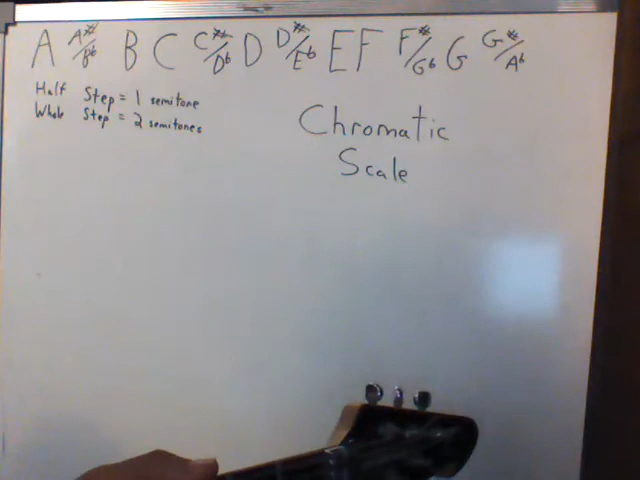 A A#/Bb B C C#/Db D D#/Eb E F F#/Gb G G#/Ab
Half Step = 1 semitone
Whole Step = 2 semitones
Chromatic
Scale